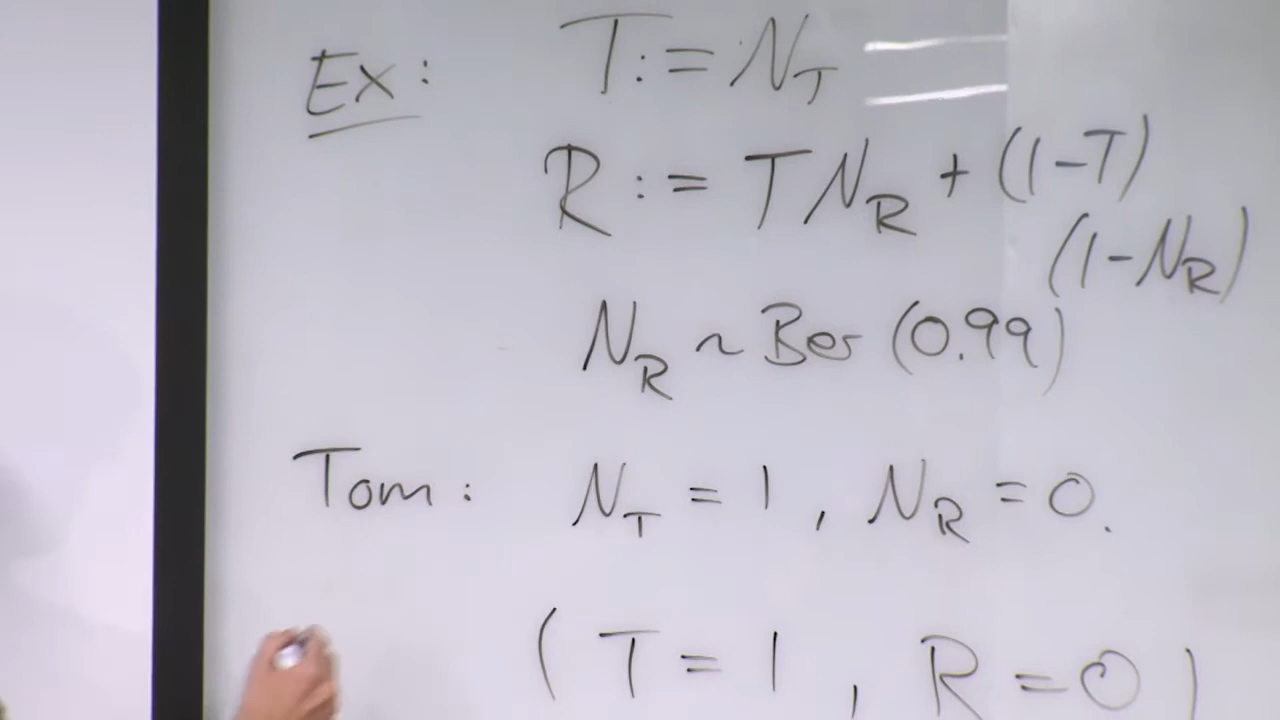 Ex: T := N_T
R := T N_R + (1-T)
(1-N_R)
N_R ~ Ber (0.99)
Tom: N_T = 1, N_R = 0.
(T = 1, R = 0)